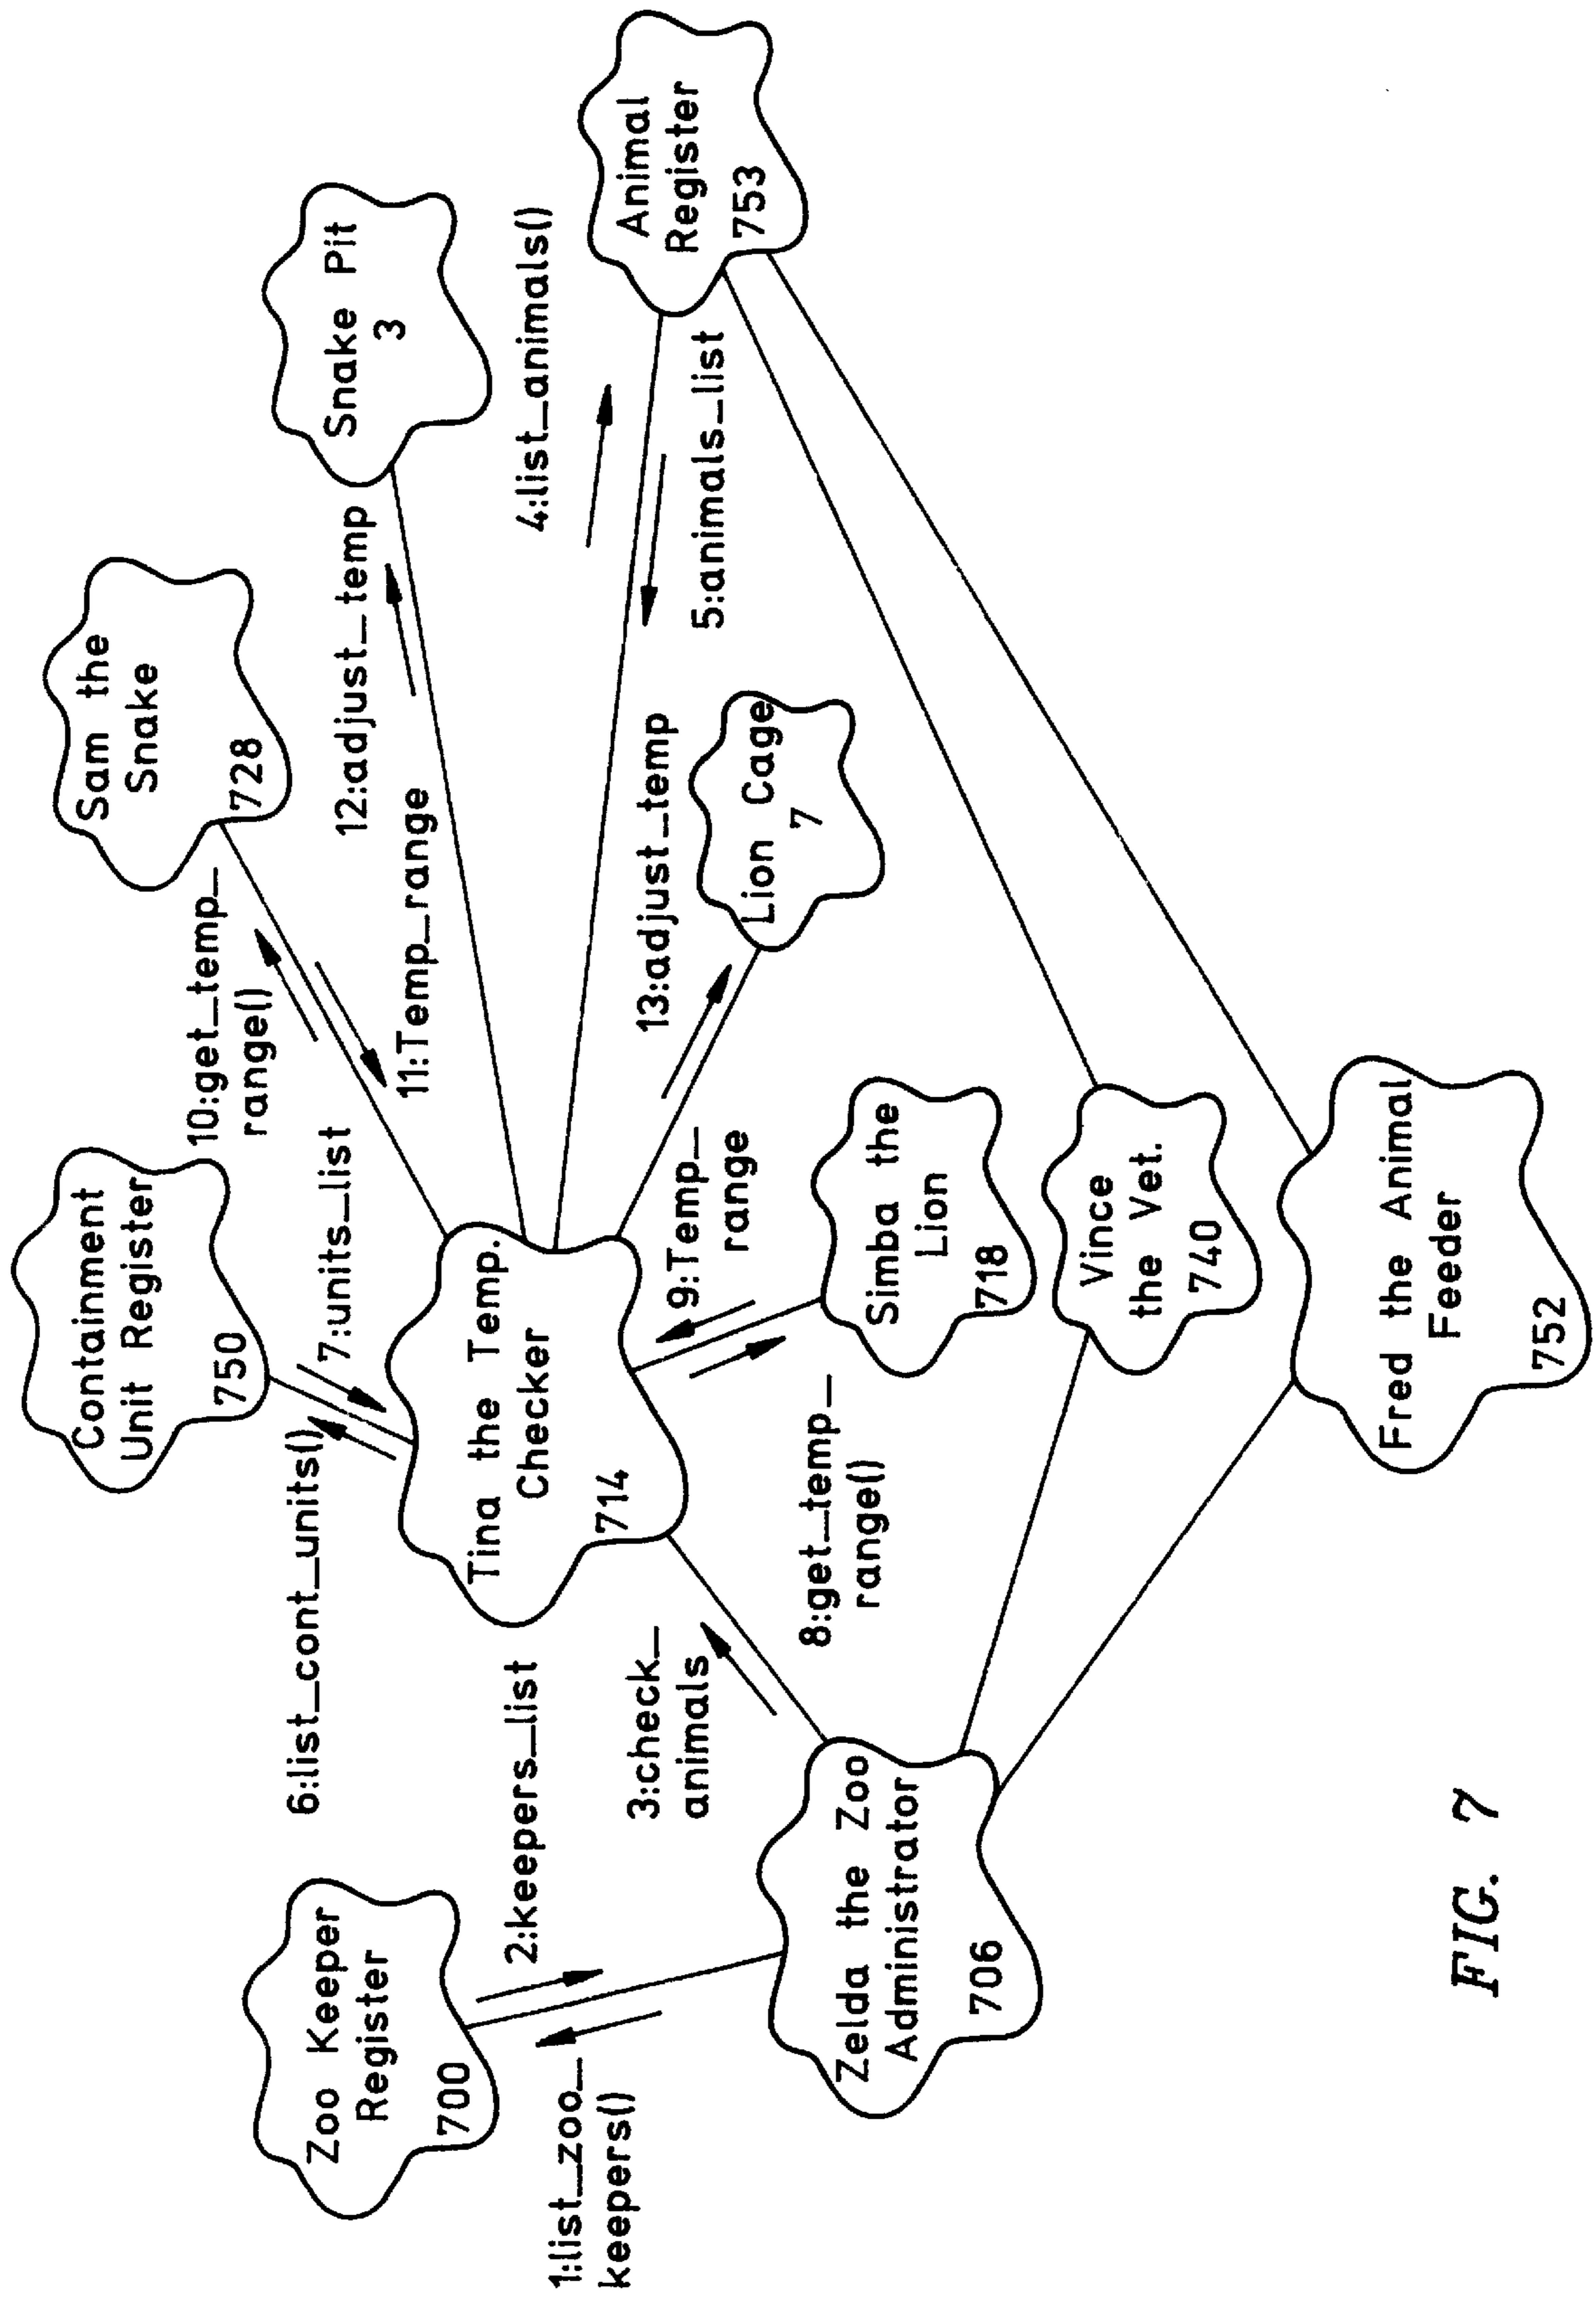 Zoo Keeper
Register
700
1:list_zoo_
keepers()
2:keepers_list
Zelda the Zoo
Administrator
706
3:check_
animals
Containment
Unit Register
750
6:list_cont_units()
7:units_list
Tina the Temp.
Checker
714
8:get_temp_
range()
9:Temp_
range
Simba the
Lion
718
Vince
the Vet.
740
Fred the Animal
Feeder
752
Sam the
Snake
728
10:get_temp_
range()
11:Temp_range
12:adjust_temp
Snake Pit
3
13:adjust_temp
Lion Cage
7
4:list_animals()
5:animals_list
Animal
Register
753
FIG. 7